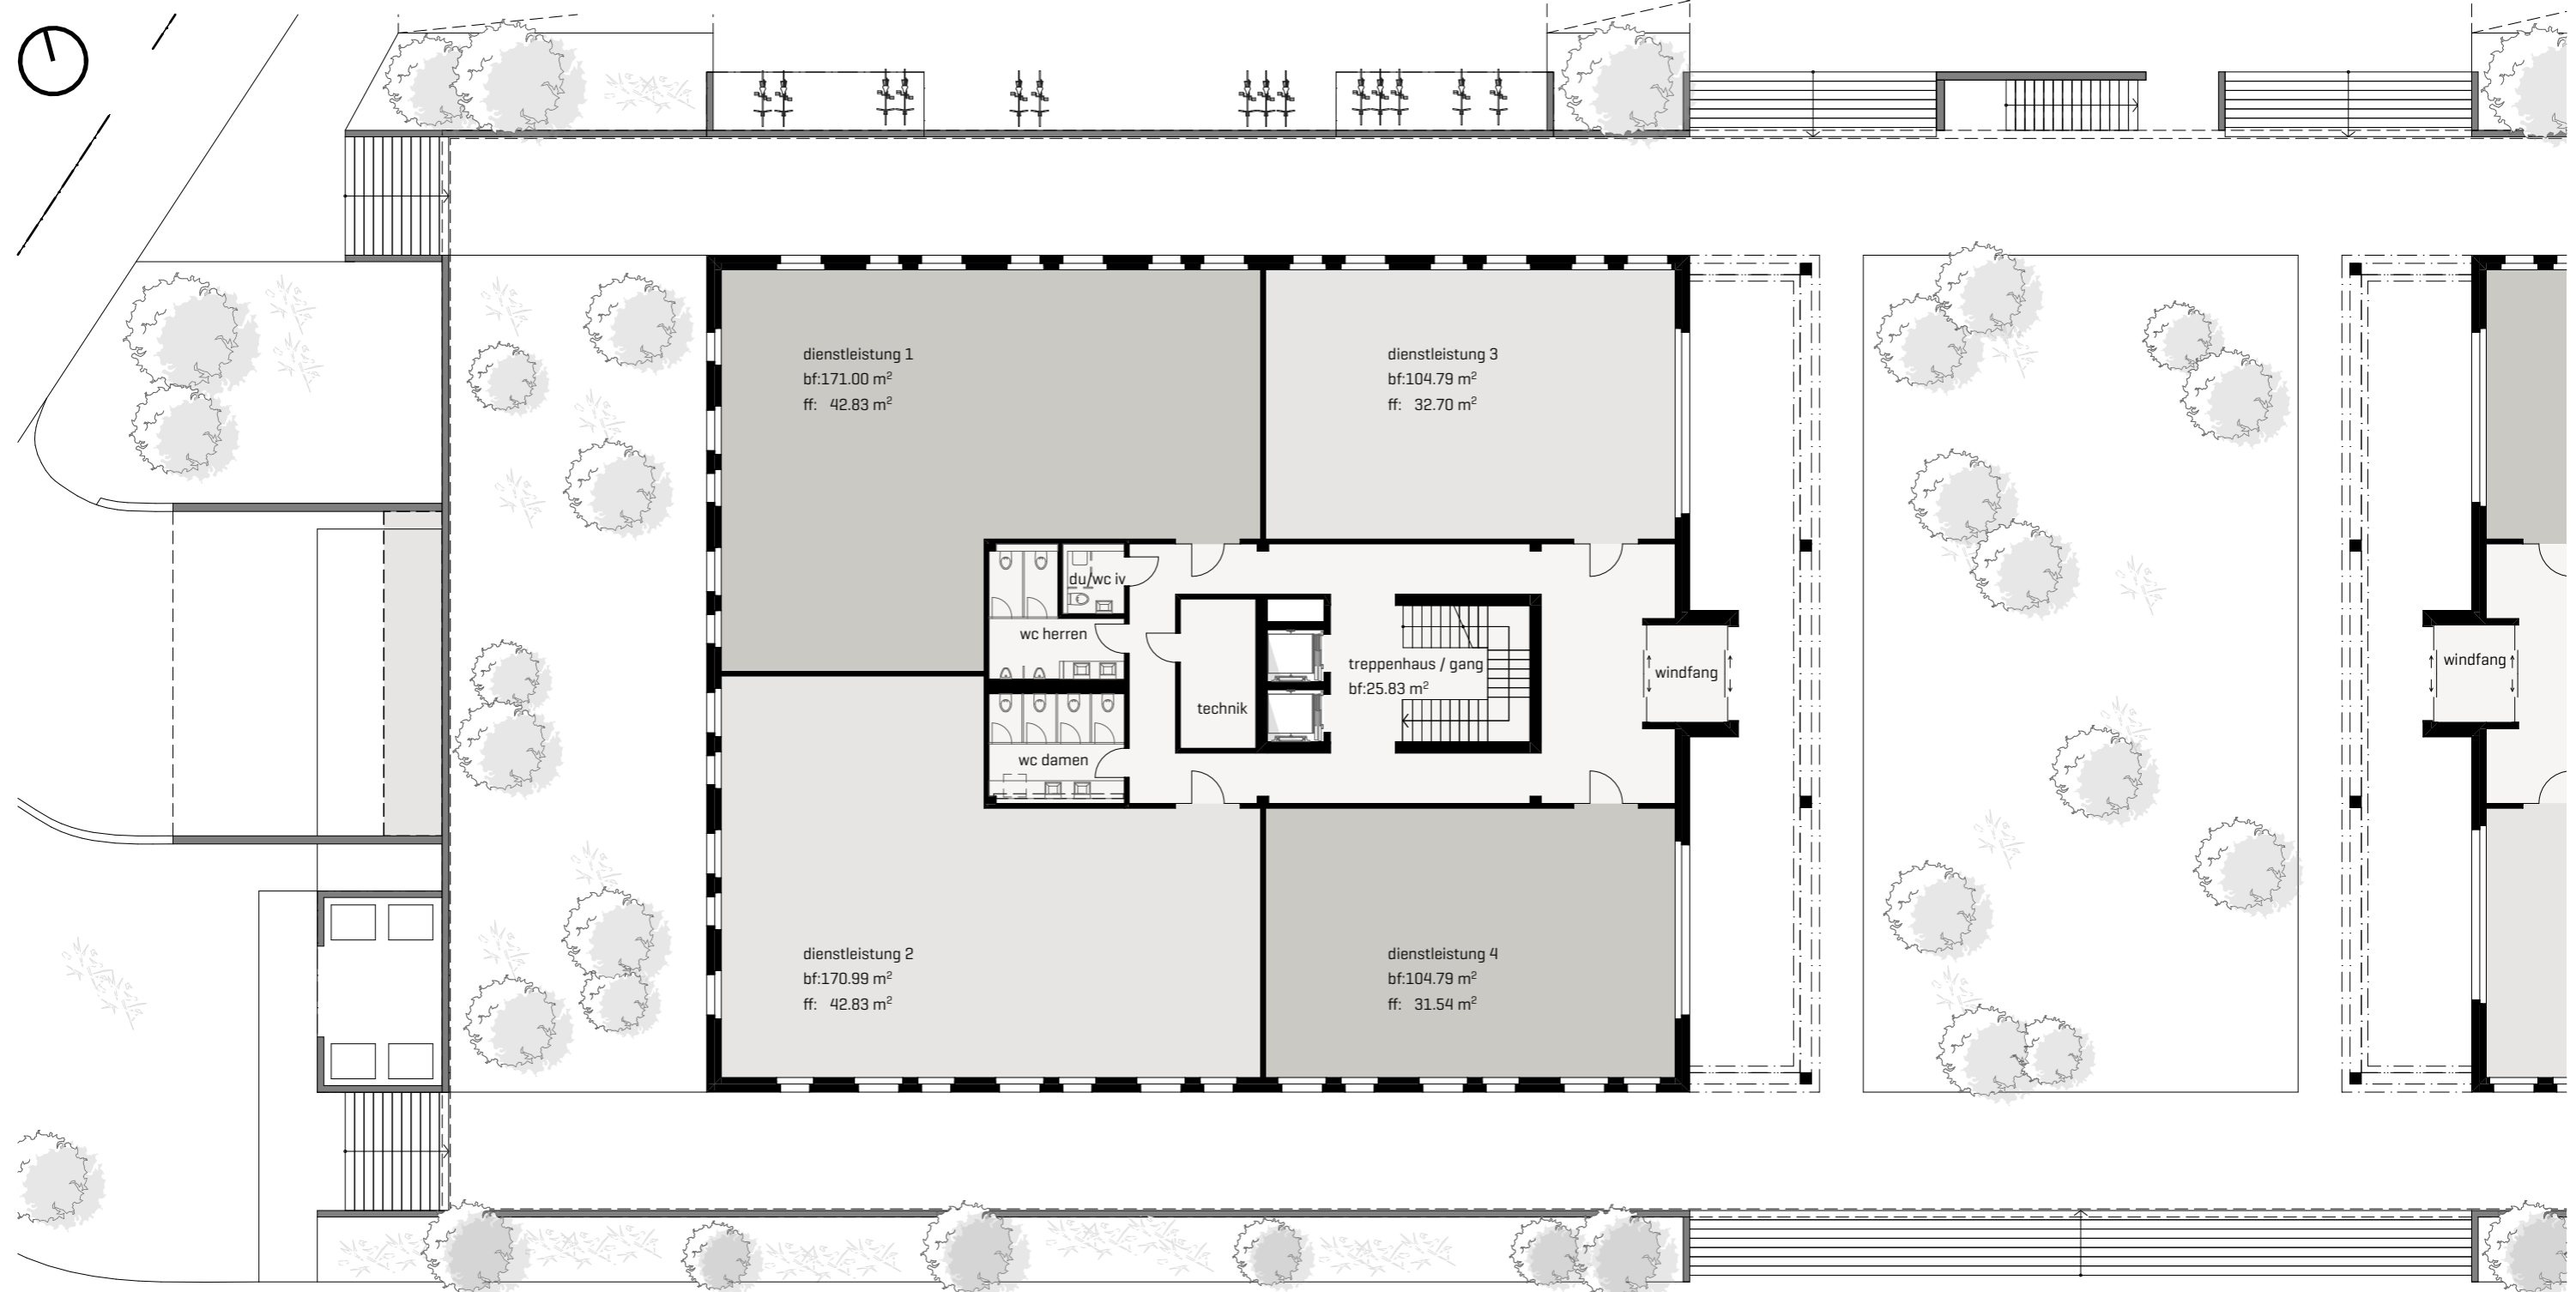 dienstleistung 1
bf:171.00 m²
ff: 42.83 m²
dienstleistung 3
bf:104.79 m²
ff: 32.70 m²
du/wc iv
wc herren
treppenhaus / gang
bf:25.83 m²
windfang
windfang
technik
wc damen
dienstleistung 2
bf:170.99 m²
ff: 42.83 m²
dienstleistung 4
bf:104.79 m²
ff: 31.54 m²